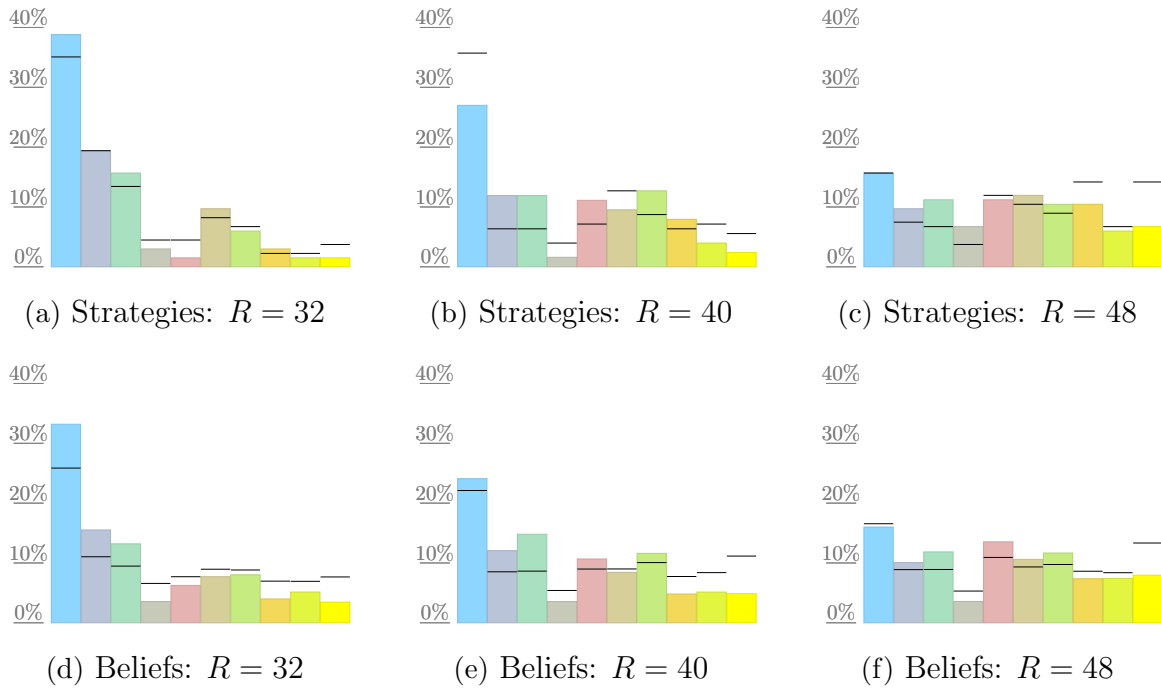 40% 40% 40%
30% 30% 30%
20% 20% 20%
10% 10% 10%
0% 0% 0%
(a) Strategies: R = 32 (b) Strategies: R = 40 (c) Strategies: R = 48
40% 40% 40%
30% 30% 30%
20% 20% 20%
10% 10% 10%
0% 0% 0%
(d) Beliefs: R = 32 (e) Beliefs: R = 40 (f) Beliefs: R = 48